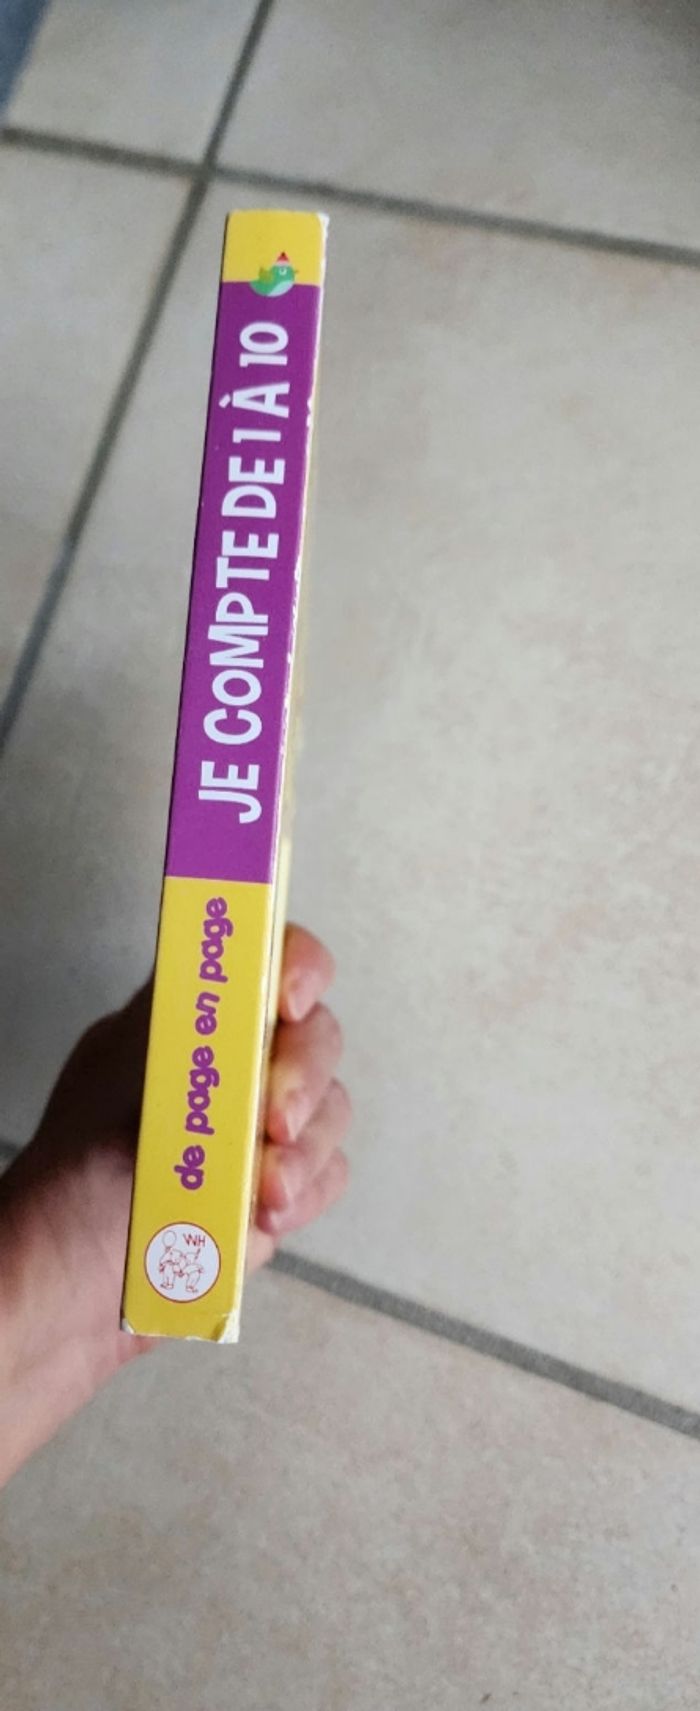 JE COMPTE DE 1 À 10
de page en page
WH